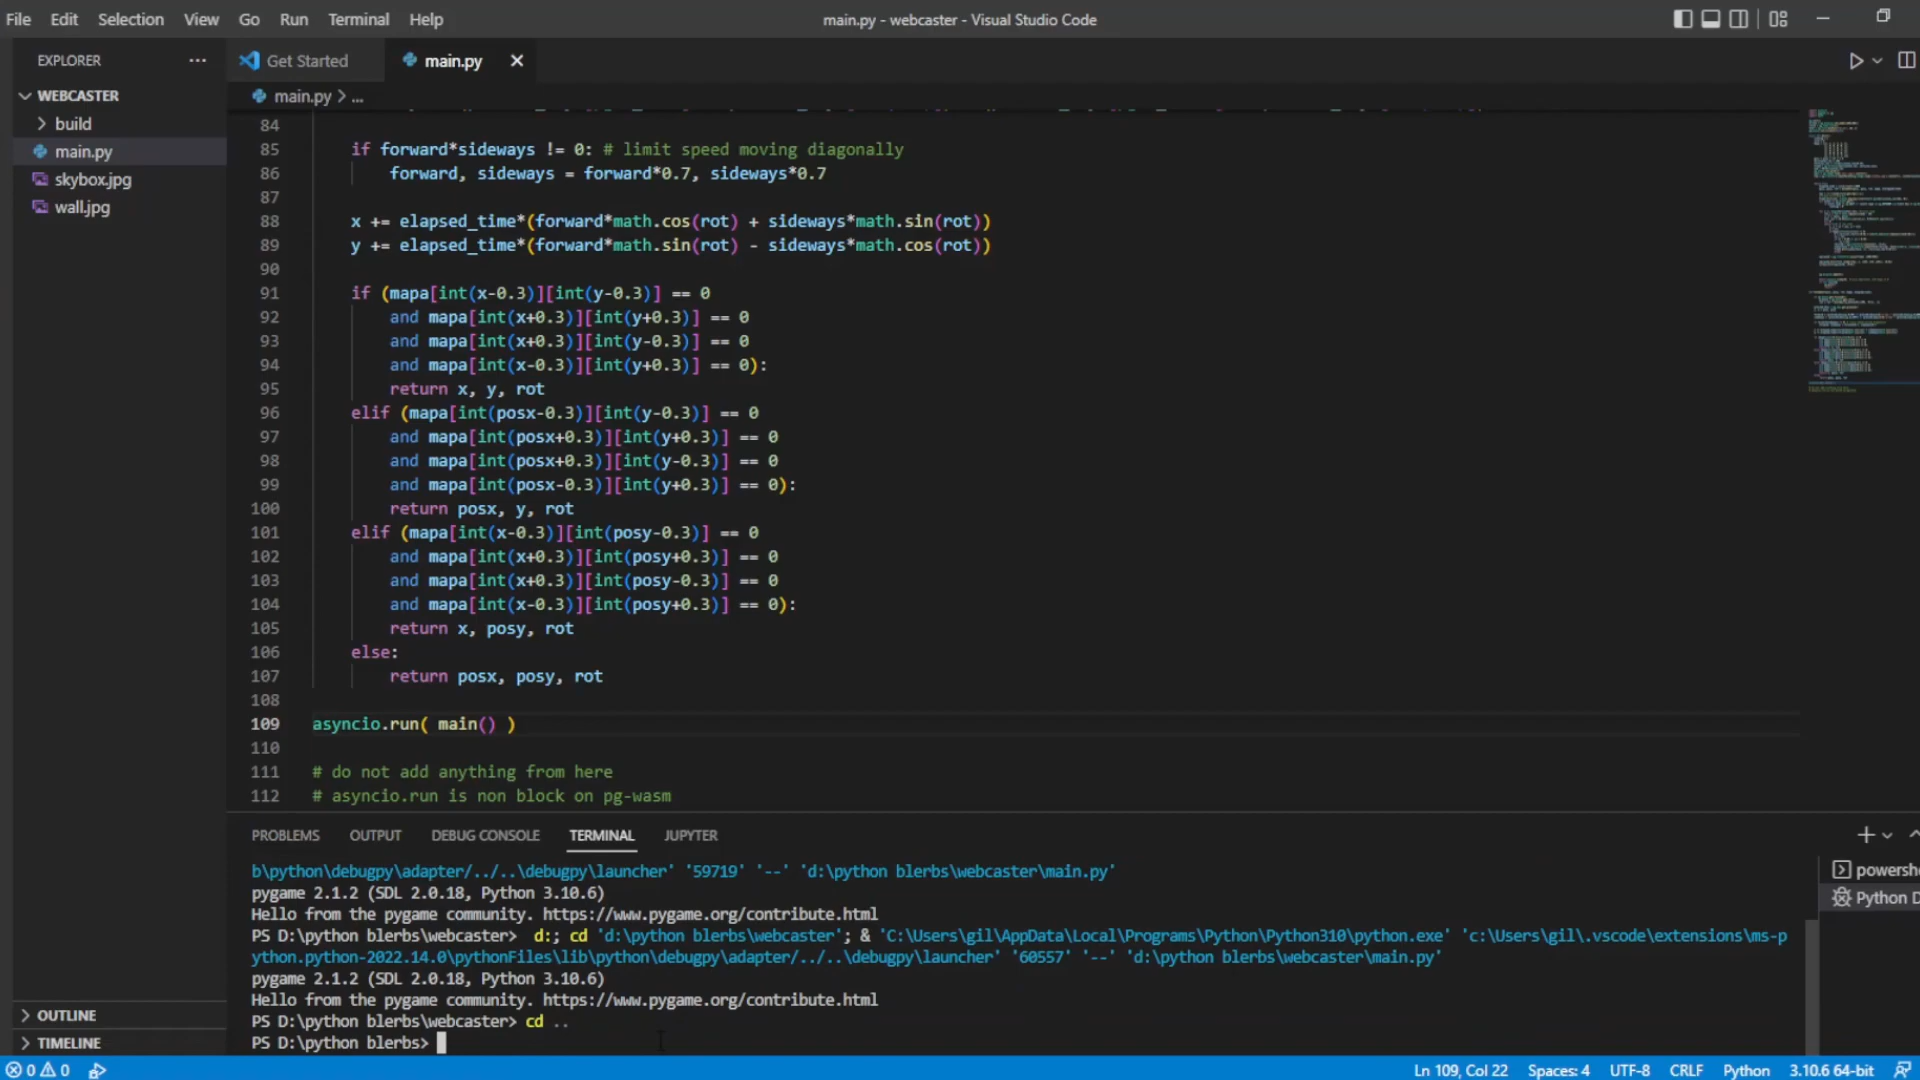 File Edit Selection View Go Run Terminal Help
main.py - webcaster - Visual Studio Code
EXPLORER
Get Started
main.py
WEBCASTER
build
main.py
skybox.jpg
wall.jpg
OUTLINE
TIMELINE
main.py > ...
84
85 if forward*sideways != 0: # limit speed moving diagonally
86 forward, sideways = forward*0.7, sideways*0.7
87
88 x += elapsed_time*(forward*math.cos(rot) + sideways*math.sin(rot))
89 y += elapsed_time*(forward*math.sin(rot) - sideways*math.cos(rot))
90
91 if (mapa[int(x-0.3)][int(y-0.3)] == 0
92 and mapa[int(x+0.3)][int(y+0.3)] == 0
93 and mapa[int(x+0.3)][int(y-0.3)] == 0
94 and mapa[int(x-0.3)][int(y+0.3)] == 0):
95 return x, y, rot
96 elif (mapa[int(posx-0.3)][int(y-0.3)] == 0
97 and mapa[int(posx+0.3)][int(y+0.3)] == 0
98 and mapa[int(posx+0.3)][int(y-0.3)] == 0
99 and mapa[int(posx-0.3)][int(y+0.3)] == 0):
100 return posx, y, rot
101 elif (mapa[int(x-0.3)][int(posy-0.3)] == 0
102 and mapa[int(x+0.3)][int(posy+0.3)] == 0
103 and mapa[int(x+0.3)][int(posy-0.3)] == 0
104 and mapa[int(x-0.3)][int(posy+0.3)] == 0):
105 return x, posy, rot
106 else:
107 return posx, posy, rot
108
109 asyncio.run( main() )
110
111 # do not add anything from here
112 # asyncio.run is non block on pg-wasm
PROBLEMS OUTPUT DEBUG CONSOLE TERMINAL JUPYTER
b\python\debugpy\adapter/../..\debugpy\launcher' '59719' '--' 'd:\python blerbs\webcaster\main.py'
pygame 2.1.2 (SDL 2.0.18, Python 3.10.6)
Hello from the pygame community. https://www.pygame.org/contribute.html
PS D:\python blerbs\webcaster> d:; cd 'd:\python blerbs\webcaster'; & 'C:\Users\gil\AppData\Local\Programs\Python\Python310\python.exe' 'c:\Users\gil\.vscode\extensions\ms-p
ython.python-2022.14.0\pythonFiles\lib\python\debugpy\adapter/../..\debugpy\launcher' '60557' '--' 'd:\python blerbs\webcaster\main.py'
pygame 2.1.2 (SDL 2.0.18, Python 3.10.6)
Hello from the pygame community. https://www.pygame.org/contribute.html
PS D:\python blerbs\webcaster> cd ..
PS D:\python blerbs>
powershe
Python D
0 0
Ln 109, Col 22 Spaces: 4 UTF-8 CRLF Python 3.10.6 64-bit